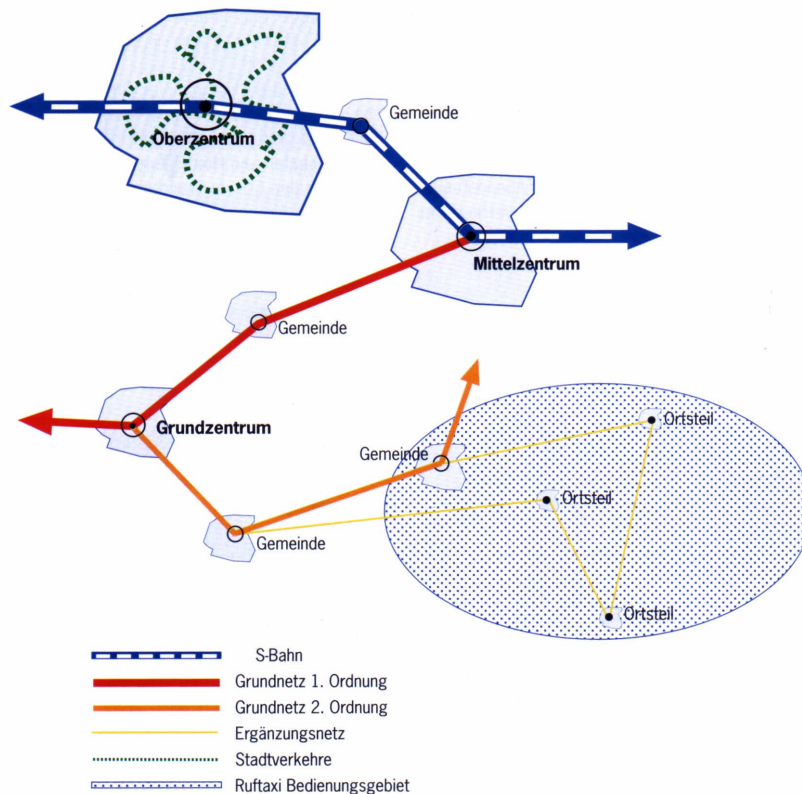 Gemeinde
Oberzentrum
Mittelzentrum
Gemeinde
Grundzentrum
Ortsteil
Gemeinde
Ortsteil
Gemeinde
Ortsteil
S-Bahn
Grundnetz 1. Ordnung
Grundnetz 2. Ordnung
Ergänzungsnetz
Stadtverkehre
Ruftaxi Bedienungsgebiet